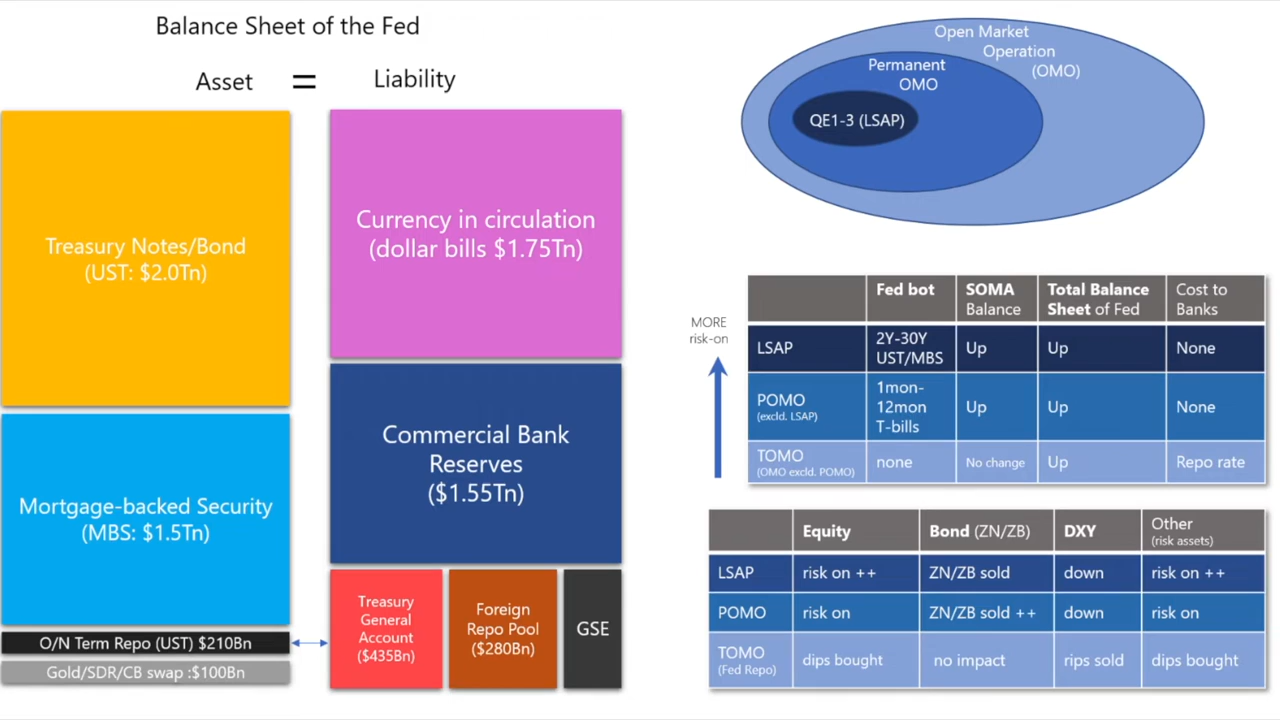 Balance Sheet of the Fed
Asset = Liability
Treasury Notes/Bond
(UST: $2.0Tn)
Mortgage-backed Security
(MBS: $1.5Tn)
O/N Term Repo (UST) $210Bn
Gold/SDR/CB swap :$100Bn
Currency in circulation
(dollar bills $1.75Tn)
Commercial Bank
Reserves
($1.55Tn)
Treasury
General
Account
($435Bn)
Foreign
Repo Pool
($280Bn)
GSE
Open Market
Operation
(OMO)
Permanent
OMO
QE1-3 (LSAP)
MORE
risk-on
Fed bot
SOMA
Balance
Total Balance
Sheet of Fed
Cost to
Banks
LSAP
2Y-30Y
UST/MBS
Up
Up
None
POMO
(excld. LSAP)
1mon-
12mon
T-bills
Up
Up
None
TOMO
(OMO excld. POMO)
none
No change
Up
Repo rate
Equity
Bond (ZN/ZB)
DXY
Other
(risk assets)
LSAP
risk on ++
ZN/ZB sold
down
risk on ++
POMO
risk on
ZN/ZB sold ++
down
risk on
TOMO
(Fed Repo)
dips bought
no impact
rips sold
dips bought